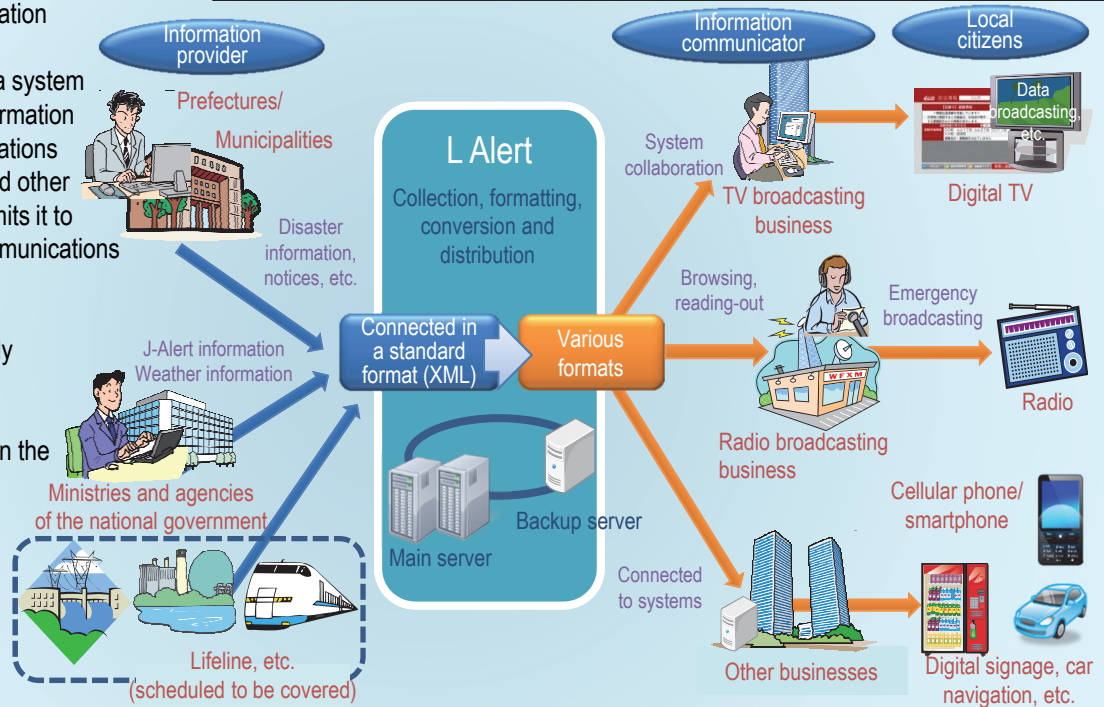 ation
a system
rmation
ations
d other
nits it to
mmunications
ly
n the
Information
provider
Prefectures/
Municipalities
Disaster
information,
notices, etc.
J-Alert information
Weather information
Ministries and agencies
of the national government
Lifeline, etc.
(scheduled to be covered)
L Alert
Collection, formatting,
conversion and
distribution
Connected in
a standard
format (XML)
Various
formats
Main server
Backup server
Information
communicator
System
collaboration
TV broadcasting
business
Browsing,
reading-out
WFXM
Radio broadcasting
business
Connected
to systems
Other businesses
Local
citizens
Data
broadcasting,
etc
Digital TV
Emergency
broadcasting
Radio
Cellular phone/
smartphone
Digital signage, car
navigation, etc.